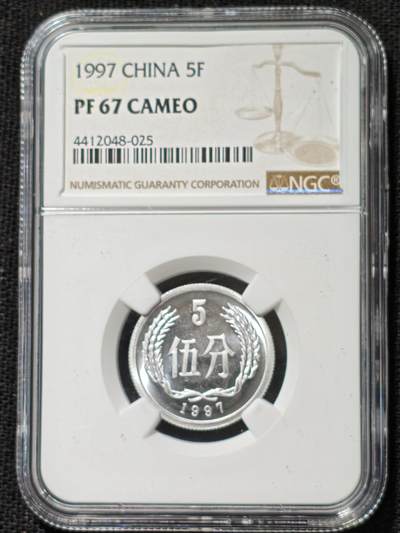 1997 CHINA 5F
PF 67 CAMEO
4412048-025
NUMISMATIC GUARANTY CORPORATION
NGC®
5
伍分
1997